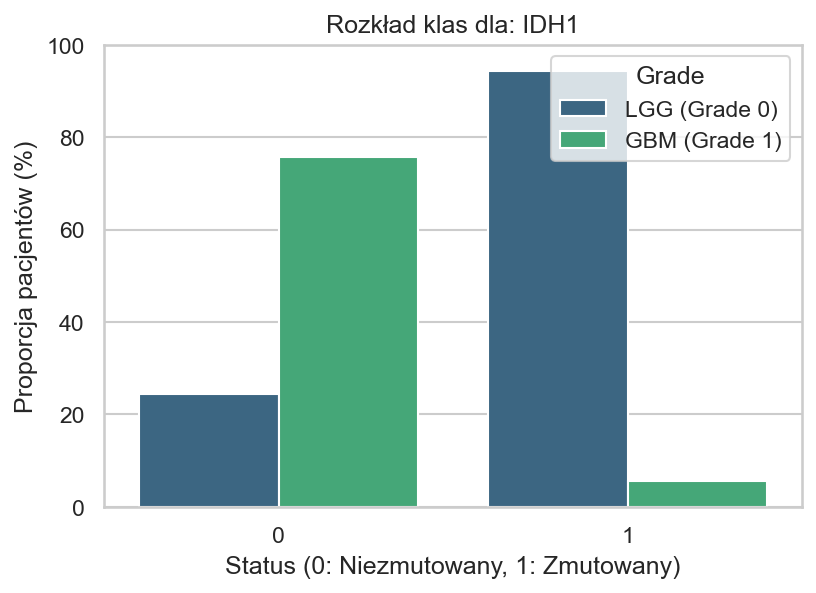 Rozkład klas dla: IDH1
Proporcja pacjentów (%)
100
80
60
40
20
0
Grade
LGG (Grade 0)
GBM (Grade 1)
0 1
Status (0: Niezmutowany, 1: Zmutowany)